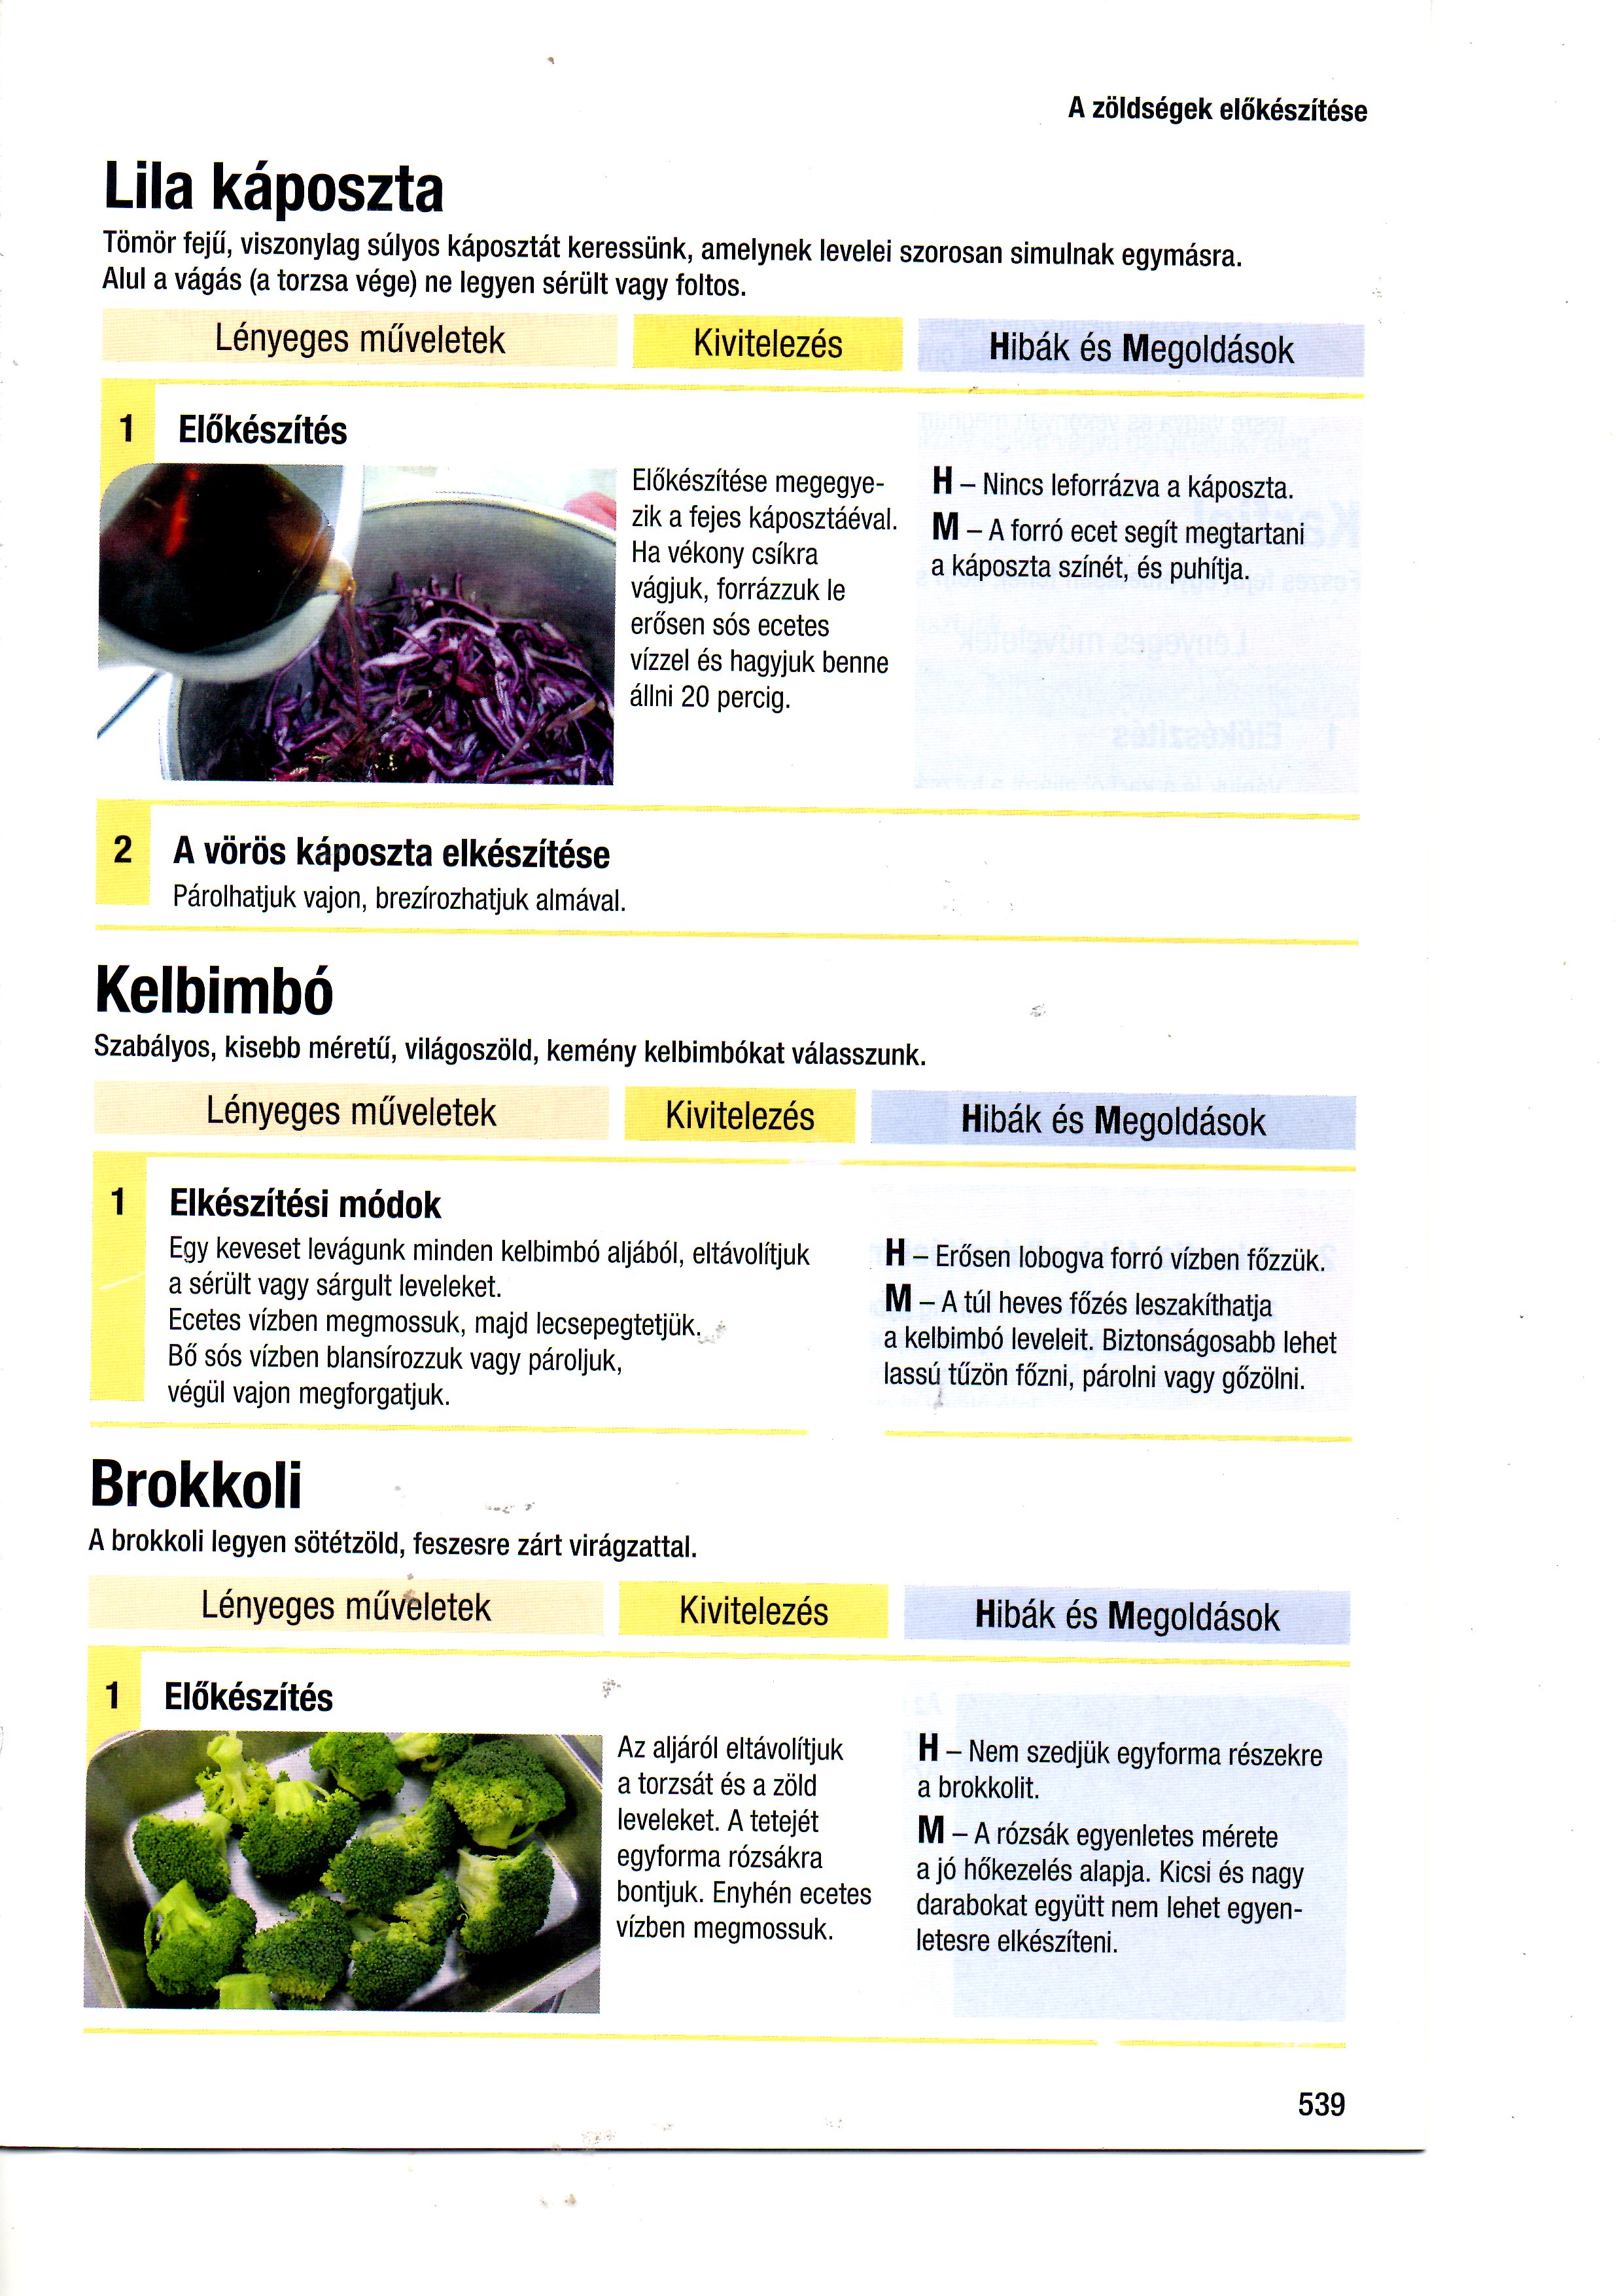 A zöldségek előkészítése
Lila káposzta
Tömör fejű, viszonylag súlyos káposztát keressünk, amelynek levelei szorosan simulnak egymásra.
Alul a vágás (a torzsa vége) ne legyen sérült vagy foltos.
Lényeges műveletek
Kivitelezés
Hibák és Megoldások
1 Előkészítés
Előkészítése megegye-
zik a fejes káposztáéval.
Ha vékony csíkra
vágjuk, forrázzuk le
erősen sós ecetes
vízzel és hagyjuk benne
állni 20 percig.
H – Nincs leforrázva a káposzta.
M – A forró ecet segít megtartani
a káposzta színét, és puhítja.
2 A vörös káposzta elkészítése
Párolhatjuk vajon, brezírozhatjuk almával.
Kelbimbó
Szabályos, kisebb méretű, világoszöld, kemény kelbimbókat válasszunk.
Lényeges műveletek
Kivitelezés
Hibák és Megoldások
1 Elkészítési módok
Egy keveset levágunk minden kelbimbó aljából, eltávolítjuk
a sérült vagy sárgult leveleket.
Ecetes vízben megmossuk, majd lecsepegtetjük.
Bő sós vízben blansírozzuk vagy pároljuk,
végül vajon megforgatjuk.
H – Erősen lobogva forró vízben főzzük.
M – A túl heves főzés leszakíthatja
a kelbimbó leveleit. Biztonságosabb lehet
lassú tűzön főzni, párolni vagy gőzölni.
Brokkoli
A brokkoli legyen sötétzöld, feszesre zárt virágzattal.
Lényeges műveletek
Kivitelezés
Hibák és Megoldások
1 Előkészítés
Az aljáról eltávolítjuk
a torzsát és a zöld
leveleket. A tetejét
egyforma rózsákra
bontjuk. Enyhén ecetes
vízben megmossuk.
H – Nem szedjük egyforma részekre
a brokkolit.
M – A rózsák egyenletes mérete
a jó hőkezelés alapja. Kicsi és nagy
darabokat együtt nem lehet egyen-
letesre elkészíteni.
539